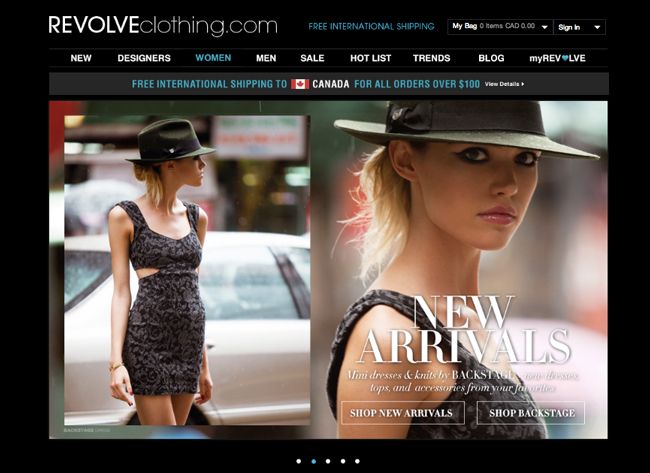 REVOLVEclothing.com
FREE INTERNATIONAL SHIPPING
My Bag 0 Items CAD 0.00
Sign In
NEW DESIGNERS WOMEN MEN SALE HOT LIST TRENDS BLOG myREV♥LVE
FREE INTERNATIONAL SHIPPING TO CANADA FOR ALL ORDERS OVER $100 View Details
NEW
ARRIVALS
Mini dresses & knits by BACKSTAGE - new dresses,
tops, and accessories from your favorites.
SHOP NEW ARRIVALS SHOP BACKSTAGE
BACKSTAGE DRESS